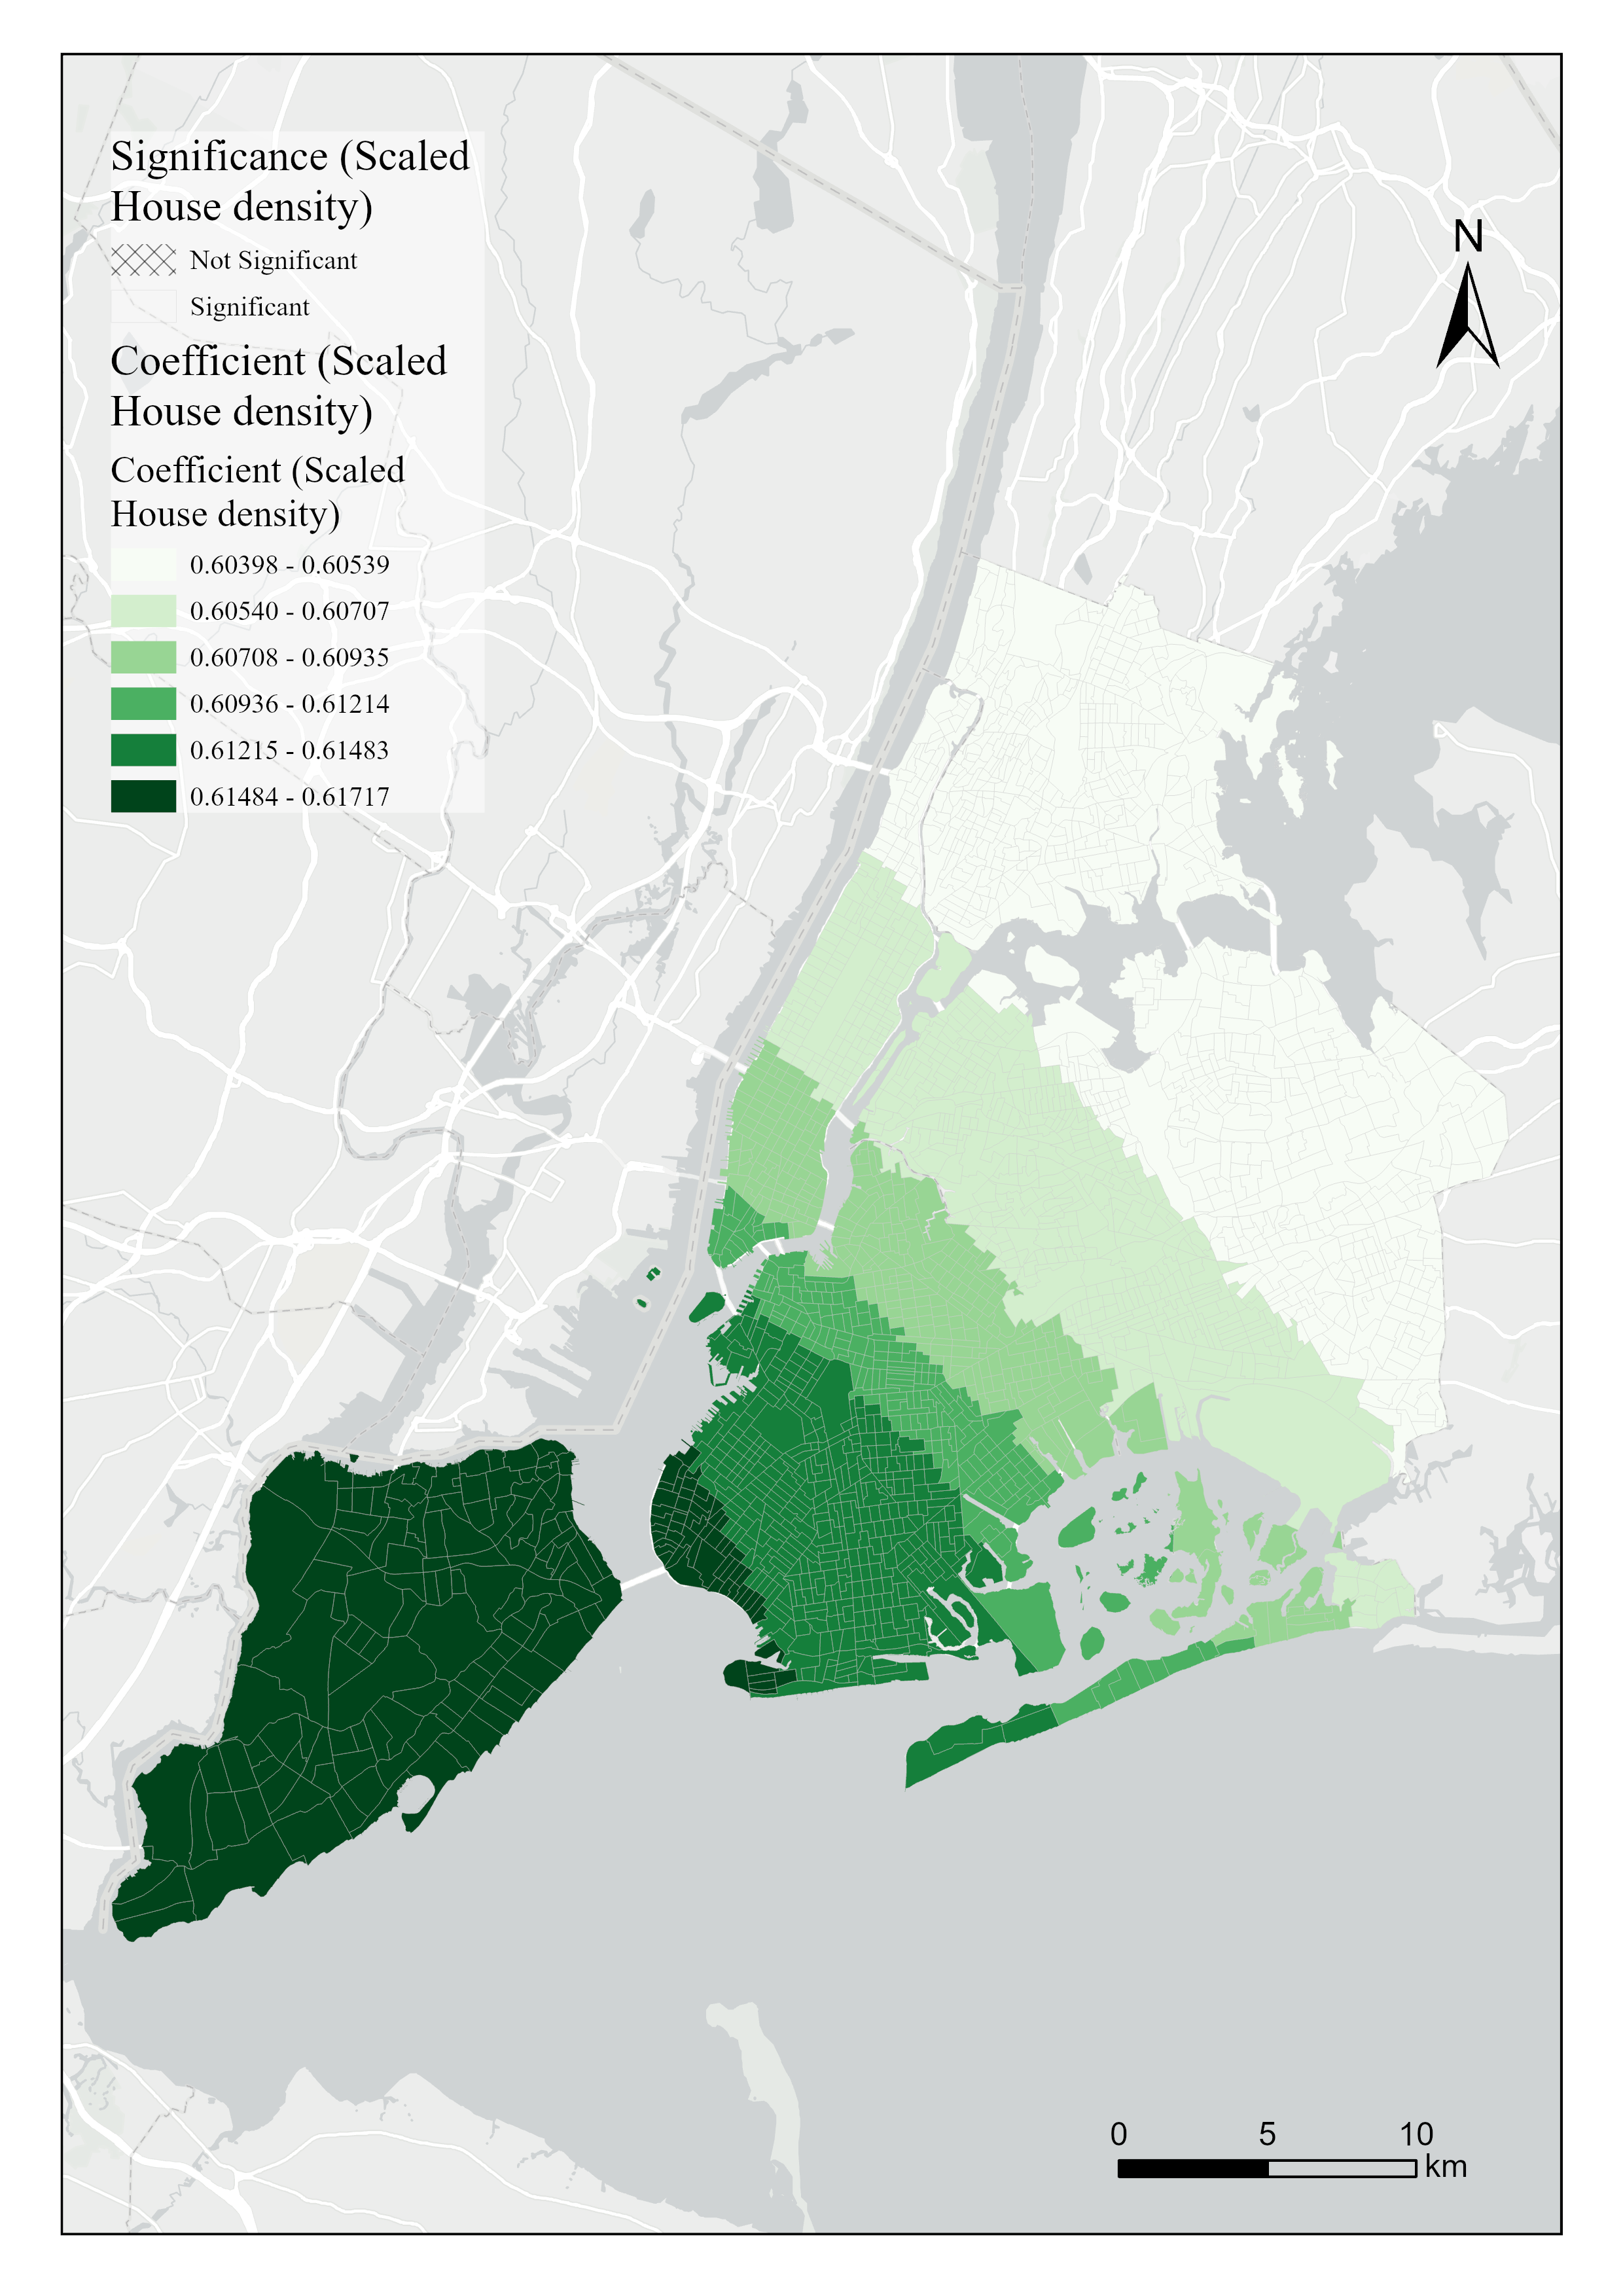 Significance (Scaled
House density)
Not Significant
Significant
Coefficient (Scaled
House density)
Coefficient (Scaled
House density)
0.60398 - 0.60539
0.60540 - 0.60707
0.60708 - 0.60935
0.60936 - 0.61214
0.61215 - 0.61483
0.61484 - 0.61717
N
0 5 10
km